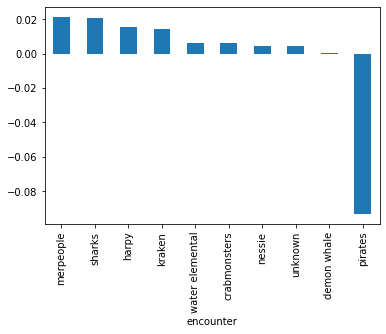 0.02
0.00
−0.02
−0.04
−0.06
−0.08
merpeople
sharks
harpy
kraken
water elemental
crabmonsters
nessie
unknown
demon whale
pirates
encounter